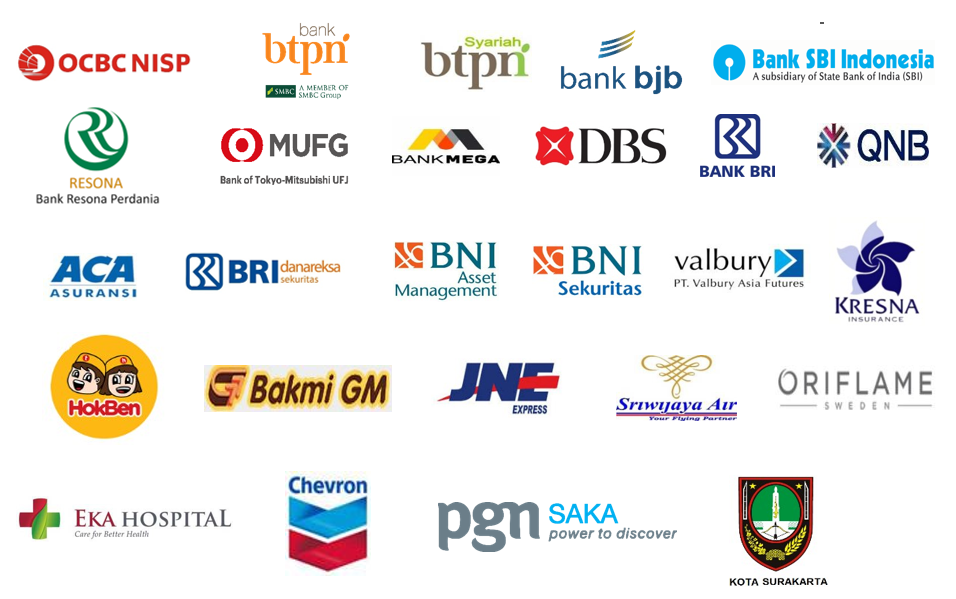 OCBC NISP
bank
btpn
SMBC
A MEMBER OF
SMBC Group
Syariah
btpn
bank bjb
Bank SBI Indonesia
A subsidiary of State Bank of India (SBI)
RESONA
Bank Resona Perdania
MUFG
Bank of Tokyo-Mitsubishi UFJ
BANKMEGA
DBS
BANK BRI
QNB
ACA
ASURANSI
BRI danareksa
sekuritas
BNI
Asset
Management
BNI
Sekuritas
valbury
PT. Valbury Asia Futures
KRESNA
INSURANCE
HokBen
Bakmi GM
JNE
EXPRESS
Sriwijaya Air
Your Flying Partner
ORIFLAME
SWEDEN
EKA HOSPITAL
Care for Better Health
Chevron
pgn SAKA
power to discover
KOTA SURAKARTA